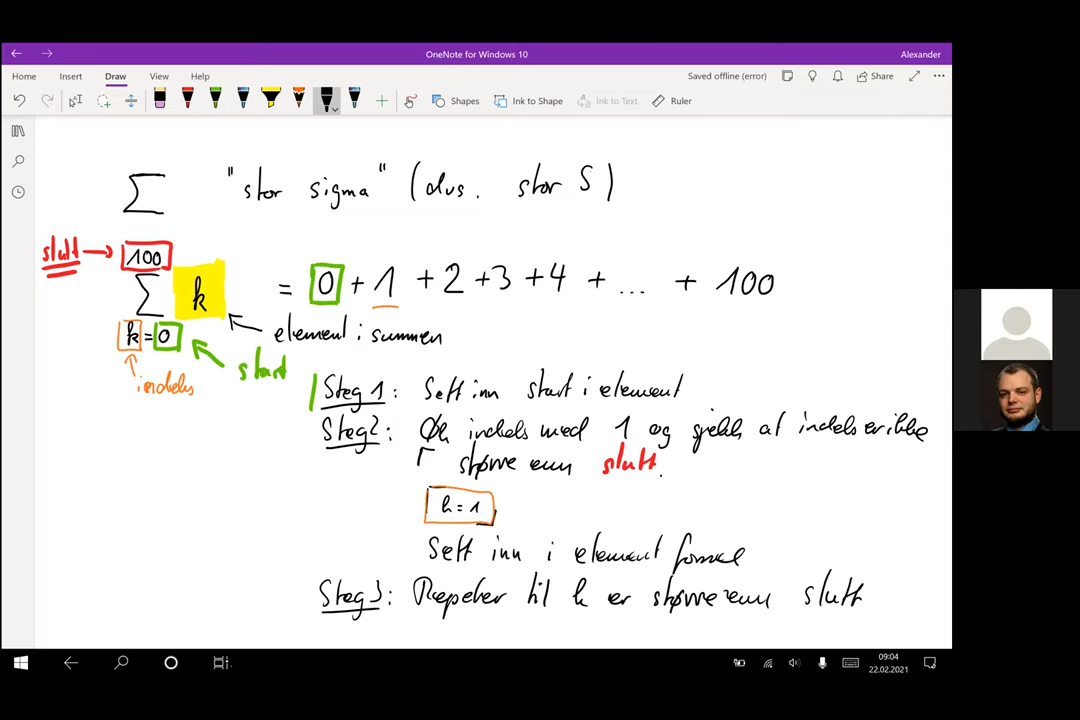 OneNote for Windows 10
Alexander
Home Insert Draw View Help
Saved offline (error)
Share
Shapes
Ink to Shape
Ink to Text
Ruler
Σ "stor sigma" (dvs. stor S)
slutt → 100
Σ k = 0 + 1 + 2 + 3 + 4 + ... + 100
k = 0
element i summen
start
indeks
Steg 1: Sett inn start i element
Steg 2: Øk indeks med 1 og sjekk at indeks er ikke
større enn slutt.
k = 1
Sett inn i element formel
Steg 3: Repeter til k er større enn slutt
09:04
22.02.2021